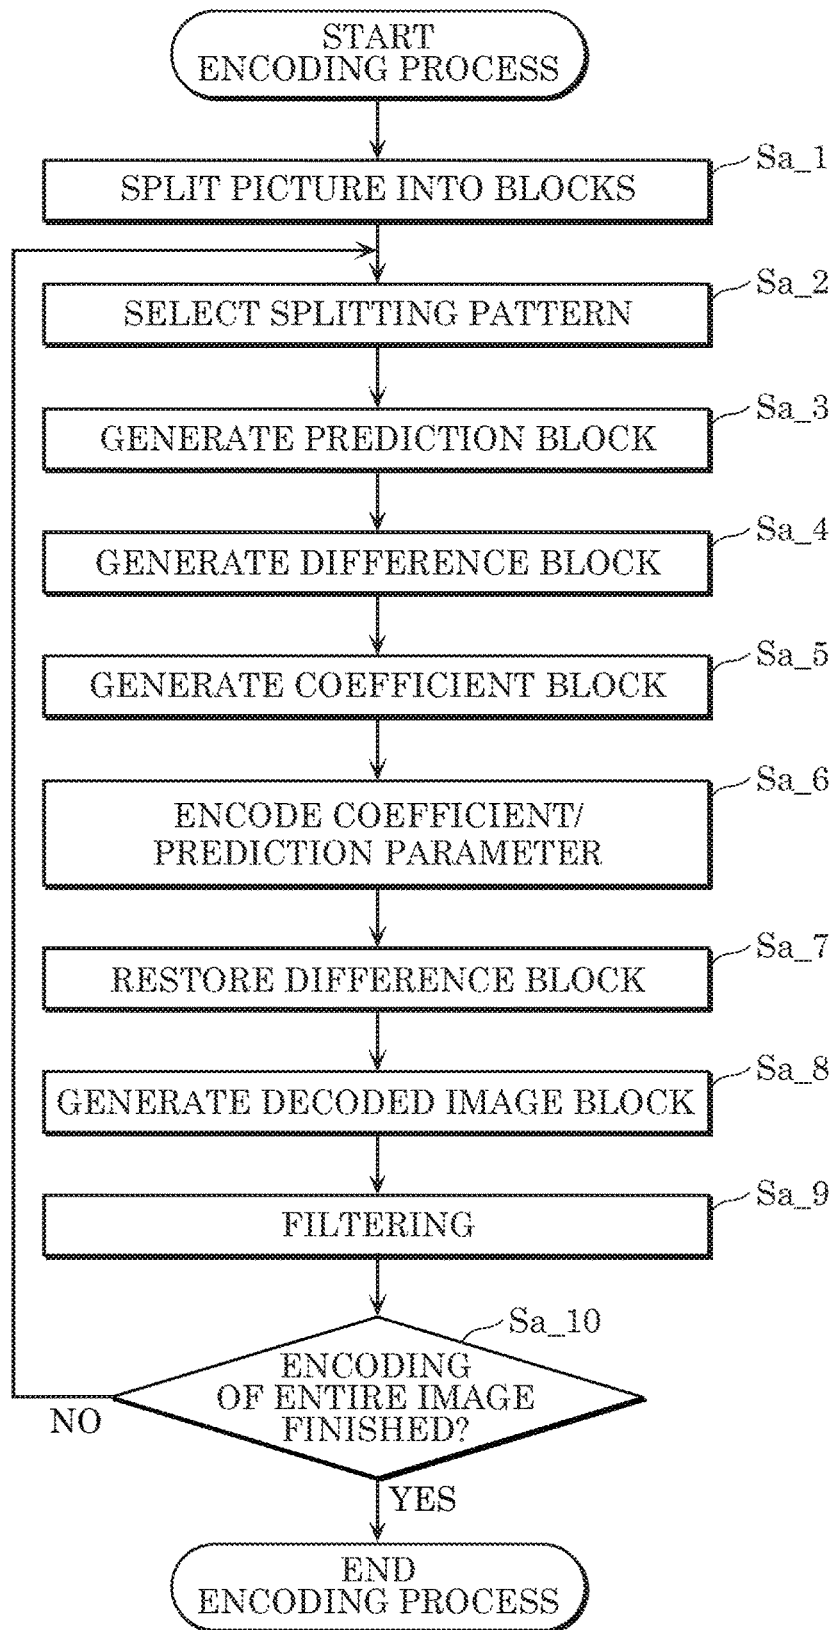 START
ENCODING PROCESS
Sa_1
SPLIT PICTURE INTO BLOCKS
Sa_2
SELECT SPLITTING PATTERN
Sa_3
GENERATE PREDICTION BLOCK
Sa_4
GENERATE DIFFERENCE BLOCK
Sa_5
GENERATE COEFFICIENT BLOCK
Sa_6
ENCODE COEFFICIENT/
PREDICTION PARAMETER
Sa_7
RESTORE DIFFERENCE BLOCK
Sa_8
GENERATE DECODED IMAGE BLOCK
Sa_9
FILTERING
Sa_10
ENCODING
OF ENTIRE IMAGE
FINISHED?
NO
YES
END
ENCODING PROCESS